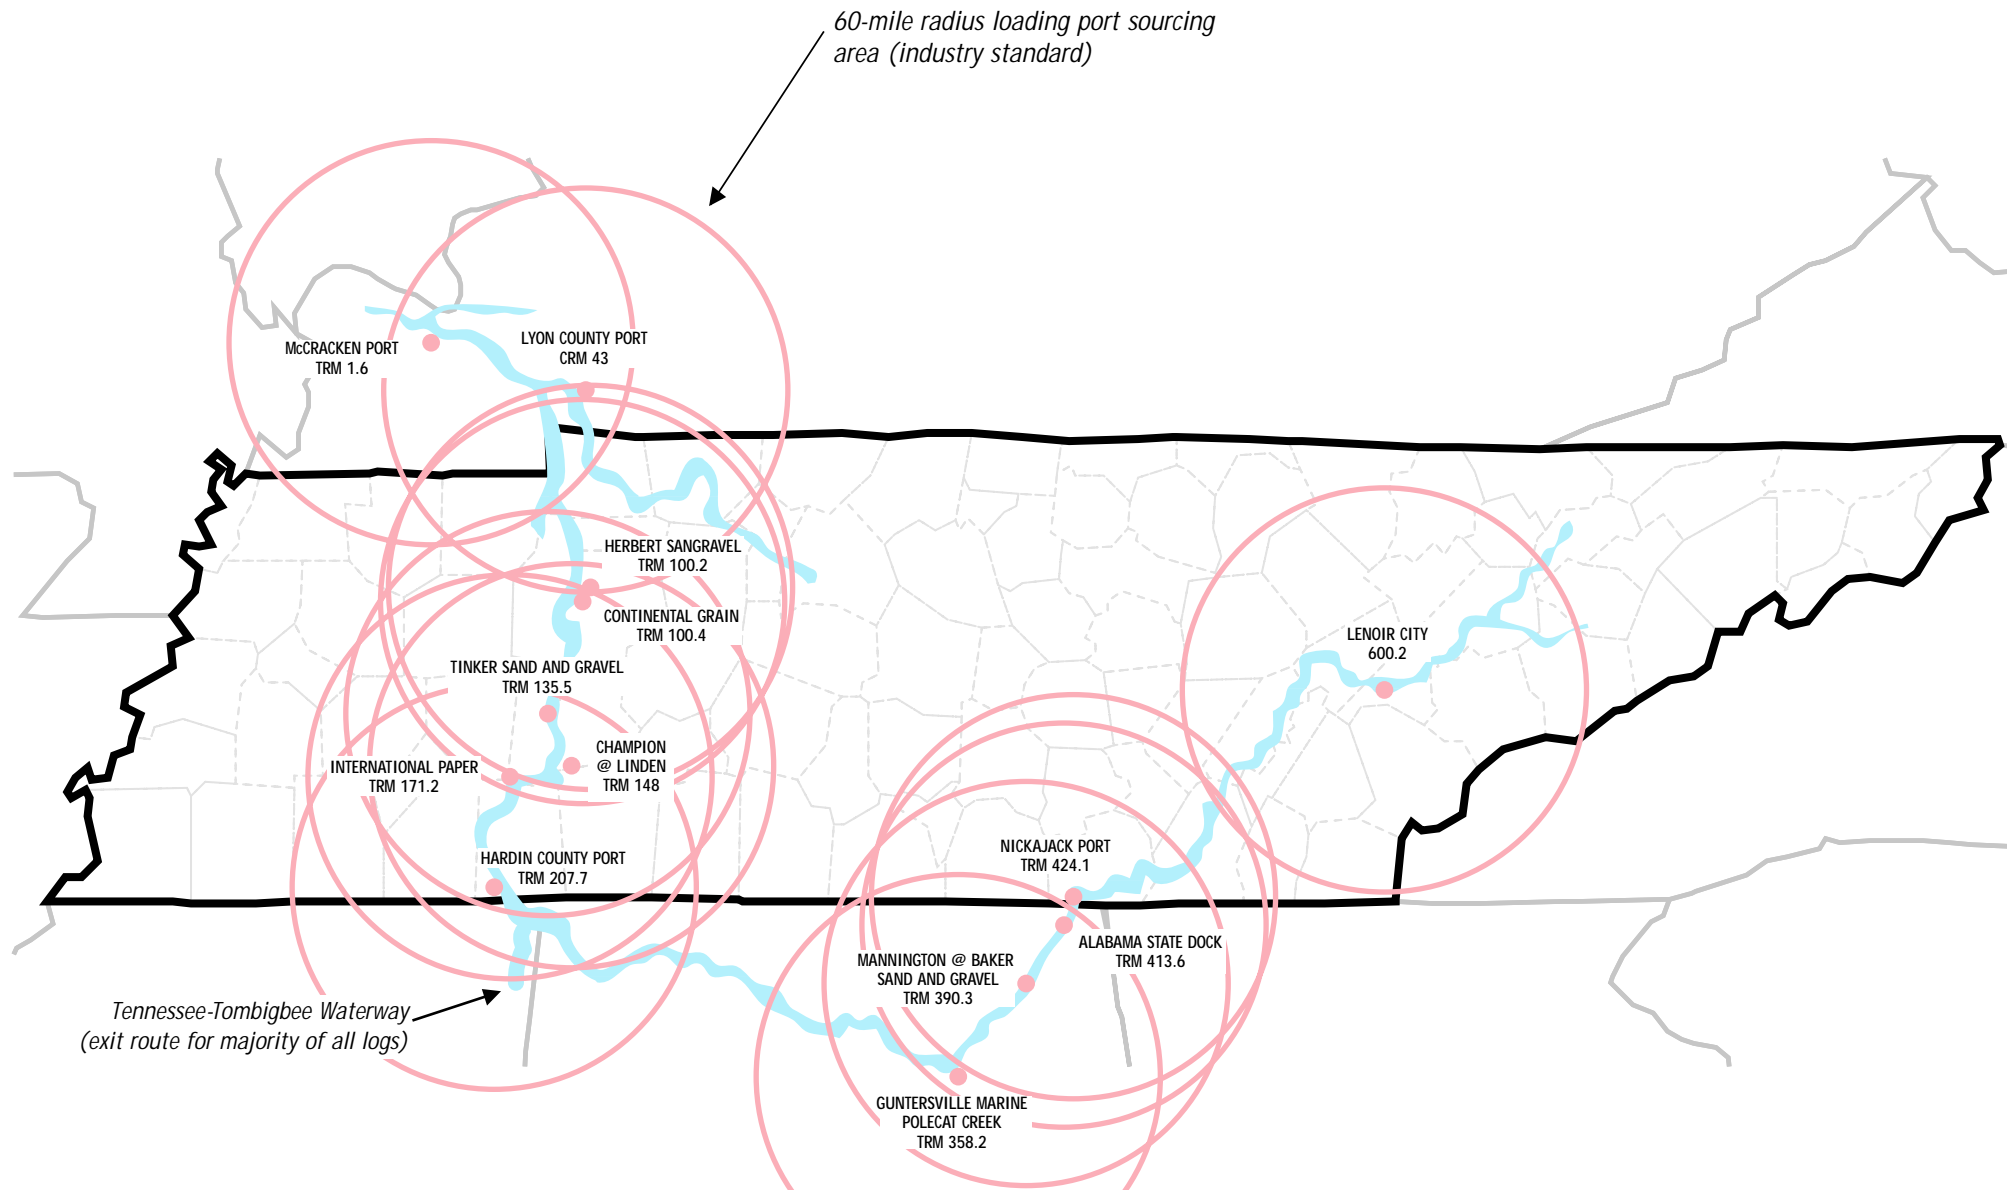 60-mile radius loading port sourcing
area (industry standard)
McCRACKEN PORT
TRM 1.6
LYON COUNTY PORT
CRM 43
HERBERT SANGRAVEL
TRM 100.2
CONTINENTAL GRAIN
TRM 100.4
TINKER SAND AND GRAVEL
TRM 135.5
CHAMPION
@ LINDEN
TRM 148
INTERNATIONAL PAPER
TRM 171.2
HARDIN COUNTY PORT
TRM 207.7
LENOIR CITY
600.2
NICKAJACK PORT
TRM 424.1
ALABAMA STATE DOCK
TRM 413.6
MANNINGTON @ BAKER
SAND AND GRAVEL
TRM 390.3
GUNTERSVILLE MARINE
POLECAT CREEK
TRM 358.2
Tennessee-Tombigbee Waterway
(exit route for majority of all logs)